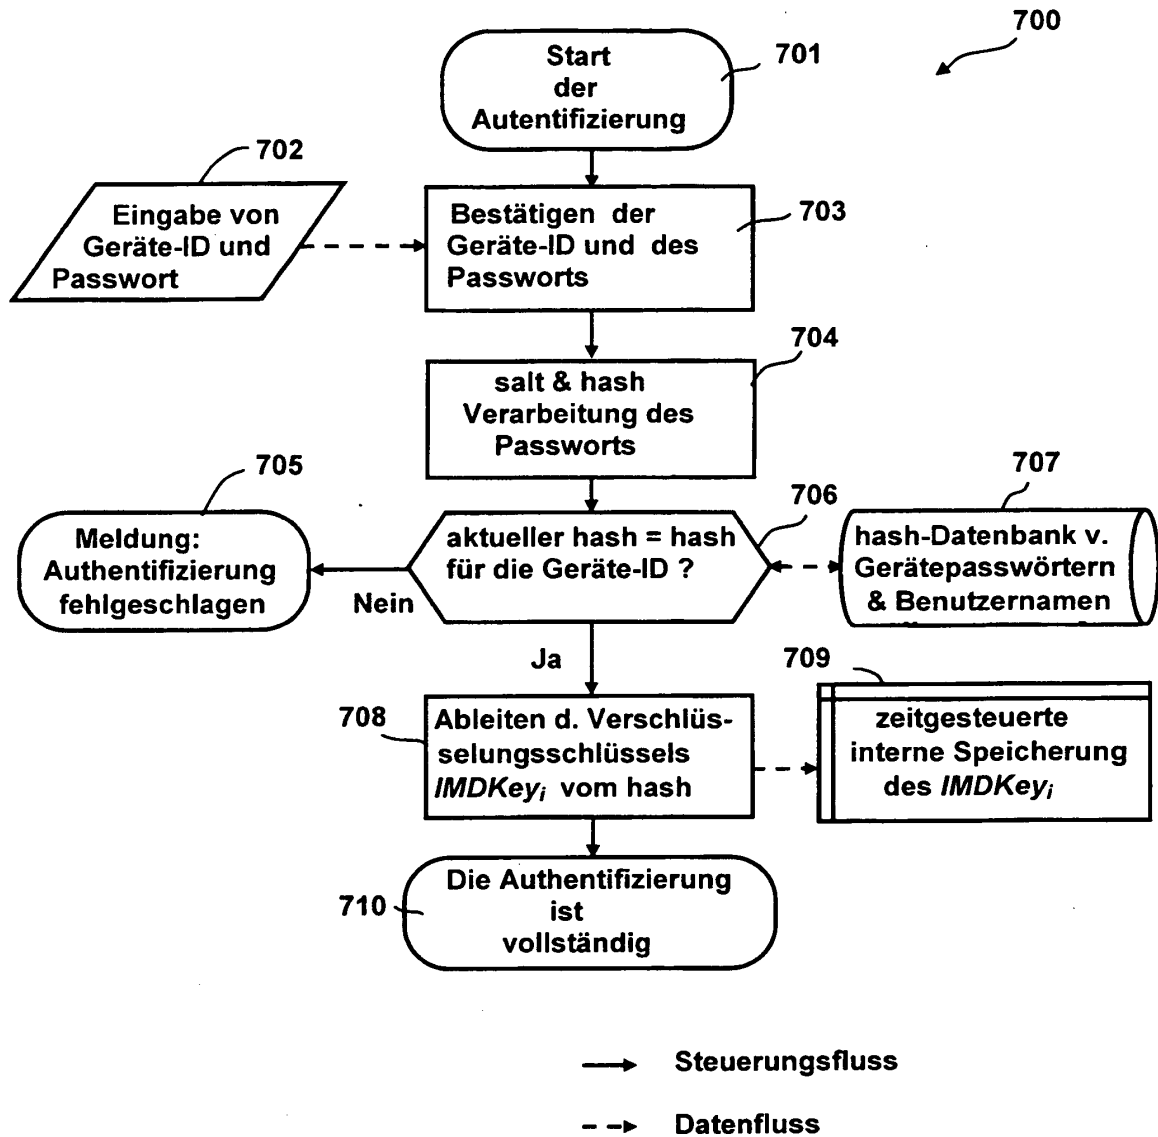 700
701
Start
der
Autentifizierung
702
Eingabe von
Geräte-ID und
Passwort
703
Bestätigen der
Geräte-ID und des
Passworts
704
salt & hash
Verarbeitung des
Passworts
705
Meldung:
Authentifizierung
fehlgeschlagen
Nein
706
aktueller hash = hash
für die Geräte-ID ?
707
hash-Datenbank v.
Gerätepasswörtern
& Benutzernamen
Ja
708
Ableiten d. Verschlüs-
selungsschlüssels
IMDKeyᵢ vom hash
709
zeitgesteuerte
interne Speicherung
des IMDKeyᵢ
710
Die Authentifizierung
ist
vollständig
Steuerungsfluss
Datenfluss